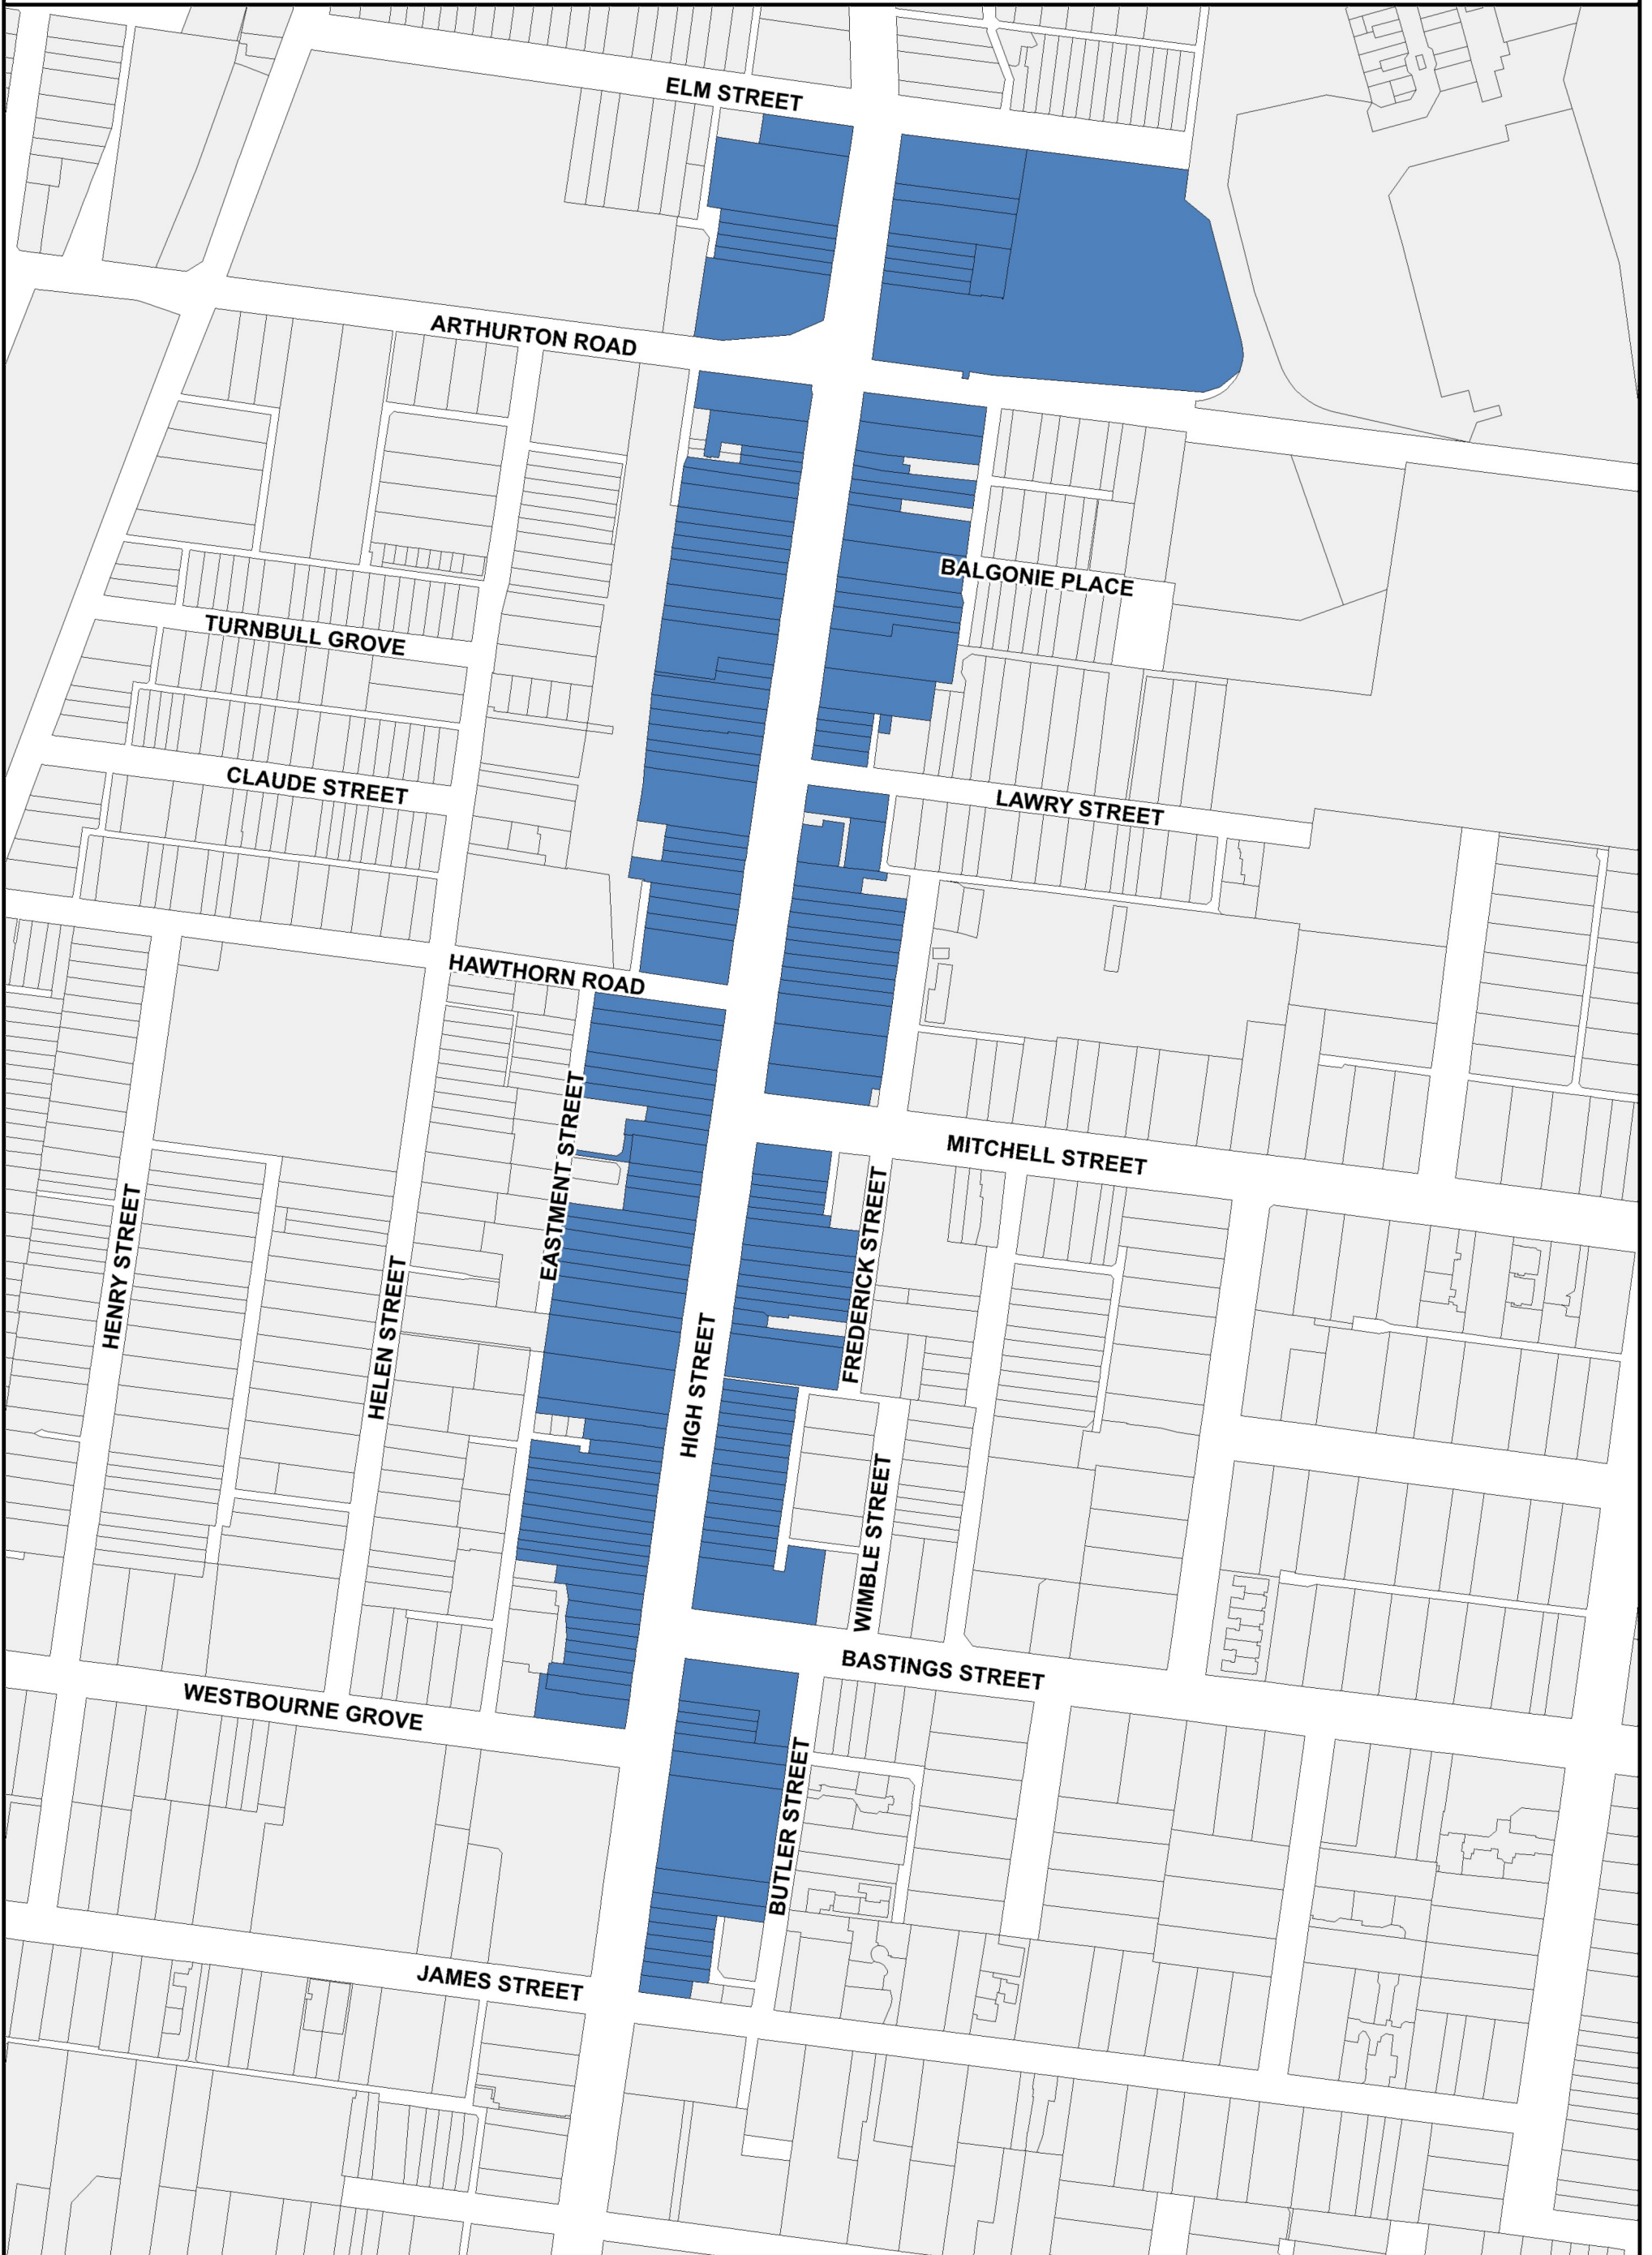 ELM STREET
ARTHURTON ROAD
BALGONIE PLACE
TURNBULL GROVE
CLAUDE STREET
LAWRY STREET
HAWTHORN ROAD
EASTMENT STREET
MITCHELL STREET
HENRY STREET
FREDERICK STREET
HELEN STREET
HIGH STREET
WIMBLE STREET
BASTINGS STREET
WESTBOURNE GROVE
BUTLER STREET
JAMES STREET